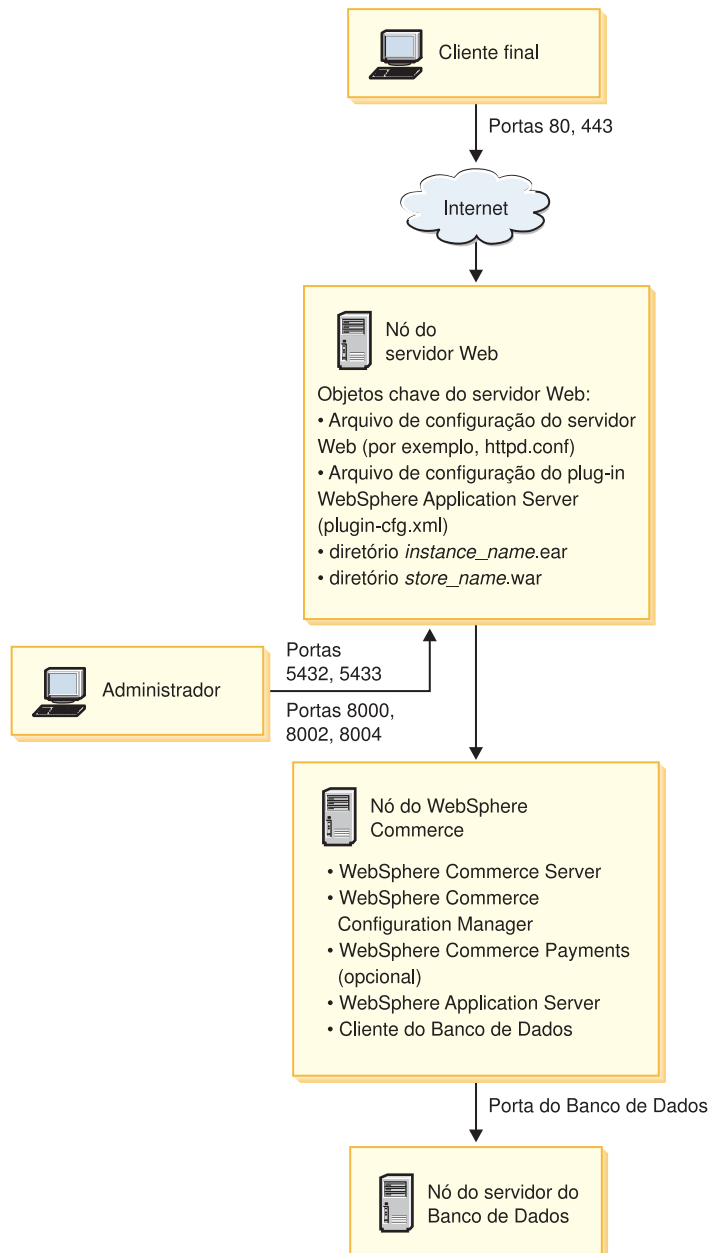 Cliente final
Portas 80, 443
Internet
Nó do
servidor Web
Objetos chave do servidor Web:
• Arquivo de configuração do servidor
Web (por exemplo, httpd.conf)
• Arquivo de configuração do plug-in
WebSphere Application Server
(plugin-cfg.xml)
• diretório instance_name.ear
• diretório store_name.war
Administrador
Portas
5432, 5433
Portas 8000,
8002, 8004
Nó do WebSphere
Commerce
• WebSphere Commerce Server
• WebSphere Commerce
Configuration Manager
• WebSphere Commerce Payments
(opcional)
• WebSphere Application Server
• Cliente do Banco de Dados
Porta do Banco de Dados
Nó do servidor do
Banco de Dados